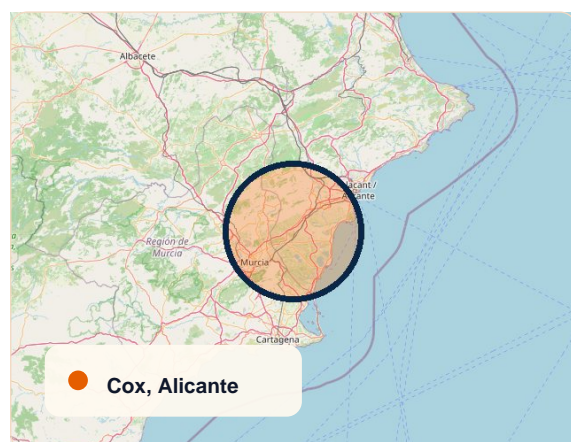 Albacete
Alacant /
Alicante
Región de
Murcia
Murcia
Cartagena
Cox, Alicante